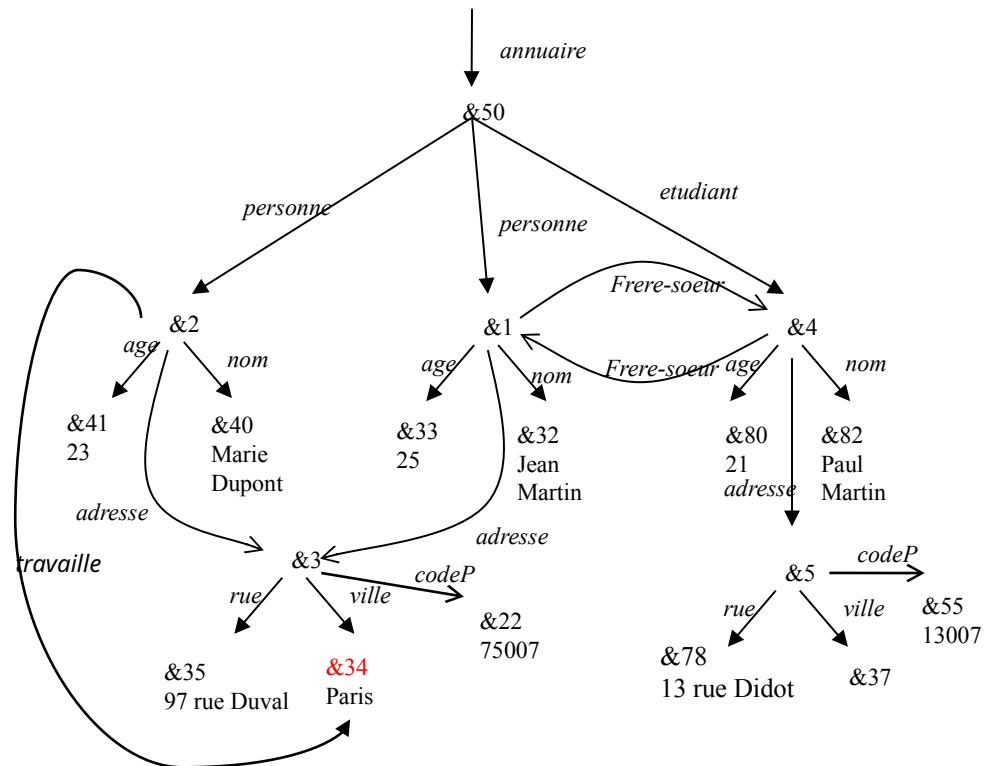 annuaire
&50
etudiant
personne
personne
Frere-soeur
&2
&1
&4
age
nom
age
nom
Frere-soeur
age
nom
&41
23
&40
Marie
Dupont
&33
25
&32
Jean
Martin
&80
21
&82
Paul
Martin
adresse
adresse
adresse
travaille
&3
codeP
&5
codeP
rue
ville
rue
ville
&22
75007
&55
13007
&35
97 rue Duval
&34
Paris
&78
13 rue Didot
&37